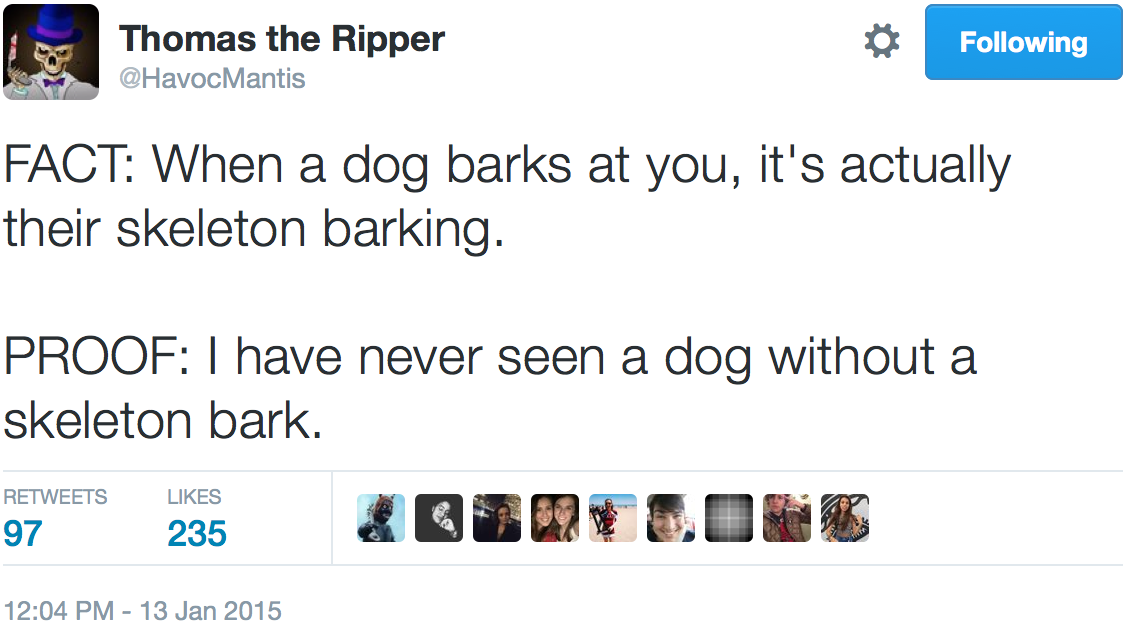 Thomas the Ripper
@HavocMantis
Following
FACT: When a dog barks at you, it's actually
their skeleton barking.
PROOF: I have never seen a dog without a
skeleton bark.
RETWEETS
97
LIKES
235
12:04 PM - 13 Jan 2015